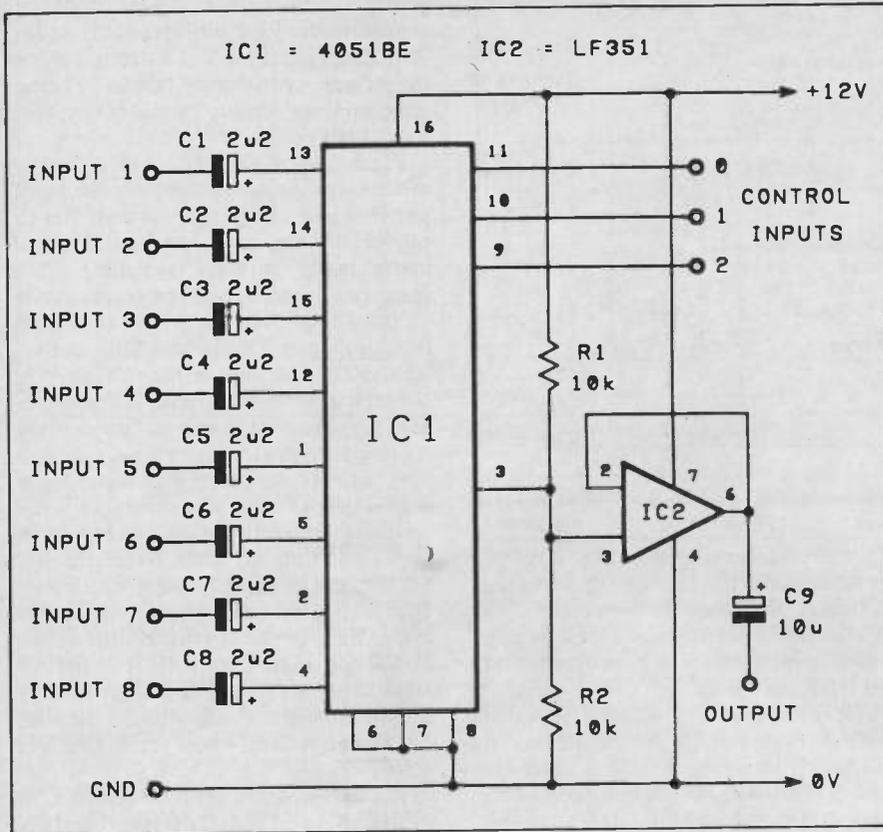 IC1 = 4051BE IC2 = LF351
+12V
16
C1 2u2 13 11
INPUT 1 0
C2 2u2 14 10 CONTROL
INPUT 2 1 INPUTS
C3 2u2 15 9
INPUT 3 2
C4 2u2 12 R1
INPUT 4 10k
C5 2u2 1 IC1 3
INPUT 5 2 7 6
C6 2u2 5 IC2
INPUT 6 3 4
C7 2u2 2 + C9
INPUT 7 10u
C8 2u2 4 R2
INPUT 8 10k OUTPUT
6 7 8
GND 0V